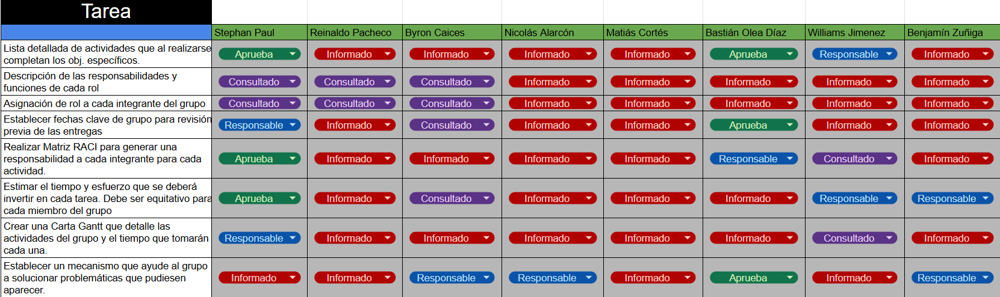 Tarea
Stephan Paul Reinaldo Pacheco Byron Caices Nicolás Alarcón Matiás Cortés Bastián Olea Díaz Williams Jimenez Benjamín Zuñiga
Lista detallada de actividades que al realizarse
completan los obj. específicos.
Aprueba Informado Informado Informado Informado Aprueba Responsable Informado
Descripción de las responsabilidades y
funciones de cada rol
Consultado Consultado Consultado Informado Informado Informado Informado Informado
Asignación de rol a cada integrante del grupo
Consultado Consultado Consultado Informado Informado Informado Informado Informado
Establecer fechas clave de grupo para revisión
previa de las entregas
Responsable Informado Consultado Informado Informado Aprueba Informado Informado
Realizar Matriz RACI para generar una
responsabilidad a cada integrante para cada
actividad.
Aprueba Informado Informado Informado Informado Responsable Consultado Informado
Estimar el tiempo y esfuerzo que se deberá
invertir en cada tarea. Debe ser equitativo para
cada miembro del grupo
Aprueba Informado Consultado Informado Informado Informado Responsable Responsable
Crear una Carta Gantt que detalle las
actividades del grupo y el tiempo que tomarán
cada una.
Responsable Informado Informado Informado Informado Informado Consultado Informado
Establecer un mecanismo que ayude al grupo
a solucionar problemáticas que pudiesen
aparecer.
Informado Informado Responsable Responsable Informado Aprueba Informado Responsable